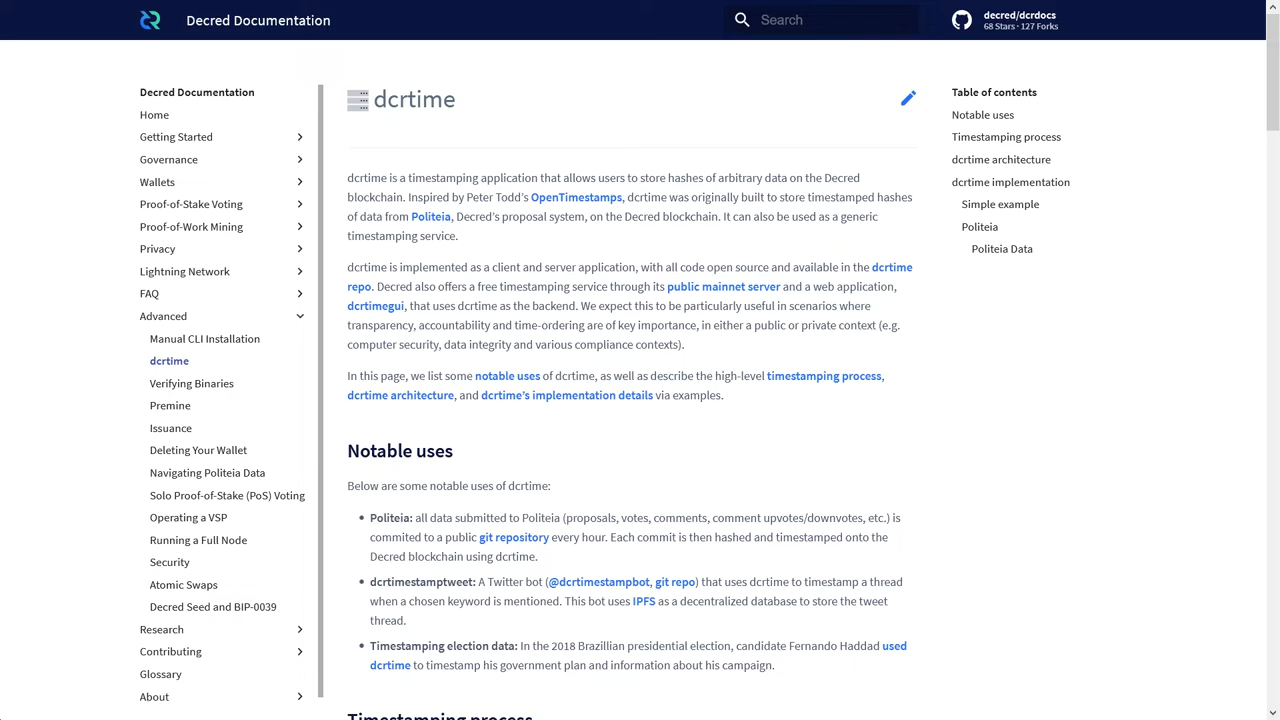 Decred Documentation
Search
decred/dcrdocs
68 Stars · 127 Forks
Decred Documentation
Home
Getting Started
Governance
Wallets
Proof-of-Stake Voting
Proof-of-Work Mining
Privacy
Lightning Network
FAQ
Advanced
Manual CLI Installation
dcrtime
Verifying Binaries
Premine
Issuance
Deleting Your Wallet
Navigating Politeia Data
Solo Proof-of-Stake (PoS) Voting
Operating a VSP
Running a Full Node
Security
Atomic Swaps
Decred Seed and BIP-0039
Research
Contributing
Glossary
About
dcrtime
dcrtime is a timestamping application that allows users to store hashes of arbitrary data on the Decred
blockchain. Inspired by Peter Todd’s OpenTimestamps, dcrtime was originally built to store timestamped hashes
of data from Politeia, Decred’s proposal system, on the Decred blockchain. It can also be used as a generic
timestamping service.
dcrtime is implemented as a client and server application, with all code open source and available in the dcrtime
repo. Decred also offers a free timestamping service through its public mainnet server and a web application,
dcrtimegui, that uses dcrtime as the backend. We expect this to be particularly useful in scenarios where
transparency, accountability and time-ordering are of key importance, in either a public or private context (e.g.
computer security, data integrity and various compliance contexts).
In this page, we list some notable uses of dcrtime, as well as describe the high-level timestamping process,
dcrtime architecture, and dcrtime’s implementation details via examples.
Notable uses
Below are some notable uses of dcrtime:
• Politeia: all data submitted to Politeia (proposals, votes, comments, comment upvotes/downvotes, etc.) is
commited to a public git repository every hour. Each commit is then hashed and timestamped onto the
Decred blockchain using dcrtime.
• dcrtimestamptweet: A Twitter bot (@dcrtimestampbot, git repo) that uses dcrtime to timestamp a thread
when a chosen keyword is mentioned. This bot uses IPFS as a decentralized database to store the tweet
thread.
• Timestamping election data: In the 2018 Brazillian presidential election, candidate Fernando Haddad used
dcrtime to timestamp his government plan and information about his campaign.
Timestamping process
Table of contents
Notable uses
Timestamping process
dcrtime architecture
dcrtime implementation
Simple example
Politeia
Politeia Data